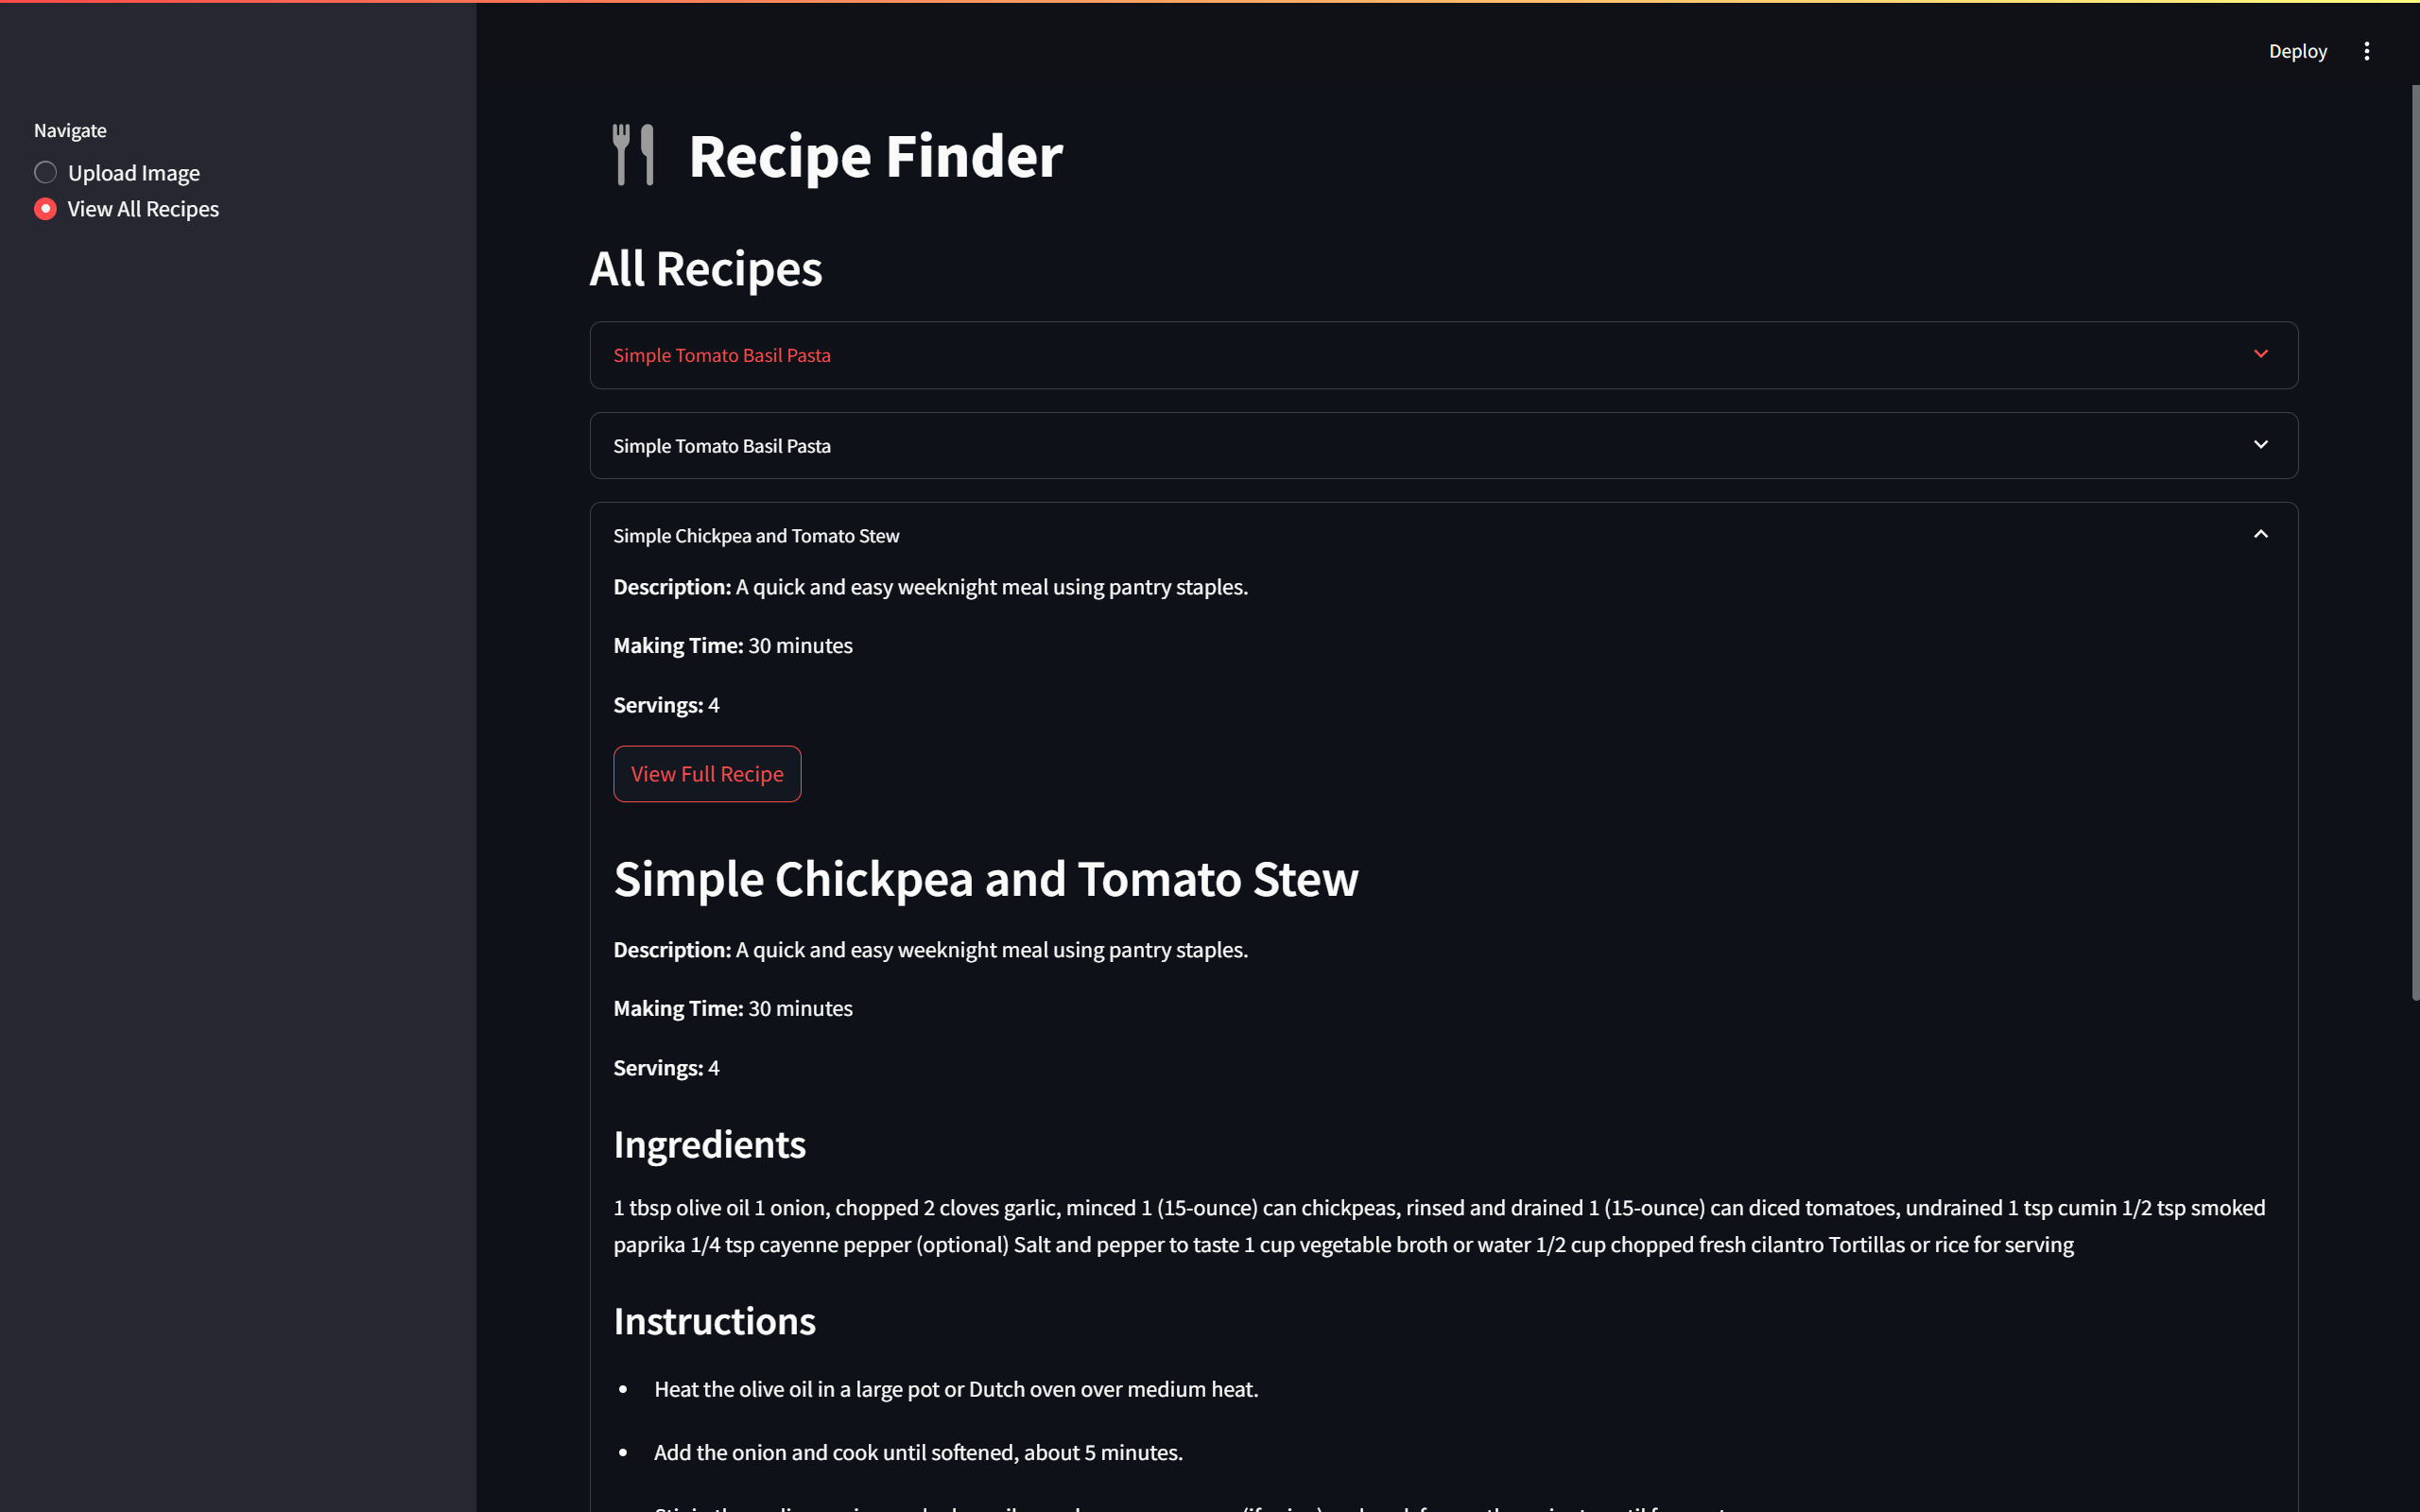 Deploy
Navigate
Upload Image
View All Recipes
Recipe Finder
All Recipes
Simple Tomato Basil Pasta
Simple Tomato Basil Pasta
Simple Chickpea and Tomato Stew
Description: A quick and easy weeknight meal using pantry staples.
Making Time: 30 minutes
Servings: 4
View Full Recipe
Simple Chickpea and Tomato Stew
Description: A quick and easy weeknight meal using pantry staples.
Making Time: 30 minutes
Servings: 4
Ingredients
1 tbsp olive oil 1 onion, chopped 2 cloves garlic, minced 1 (15-ounce) can chickpeas, rinsed and drained 1 (15-ounce) can diced tomatoes, undrained 1 tsp cumin 1/2 tsp smoked
paprika 1/4 tsp cayenne pepper (optional) Salt and pepper to taste 1 cup vegetable broth or water 1/2 cup chopped fresh cilantro Tortillas or rice for serving
Instructions
Heat the olive oil in a large pot or Dutch oven over medium heat.
Add the onion and cook until softened, about 5 minutes.